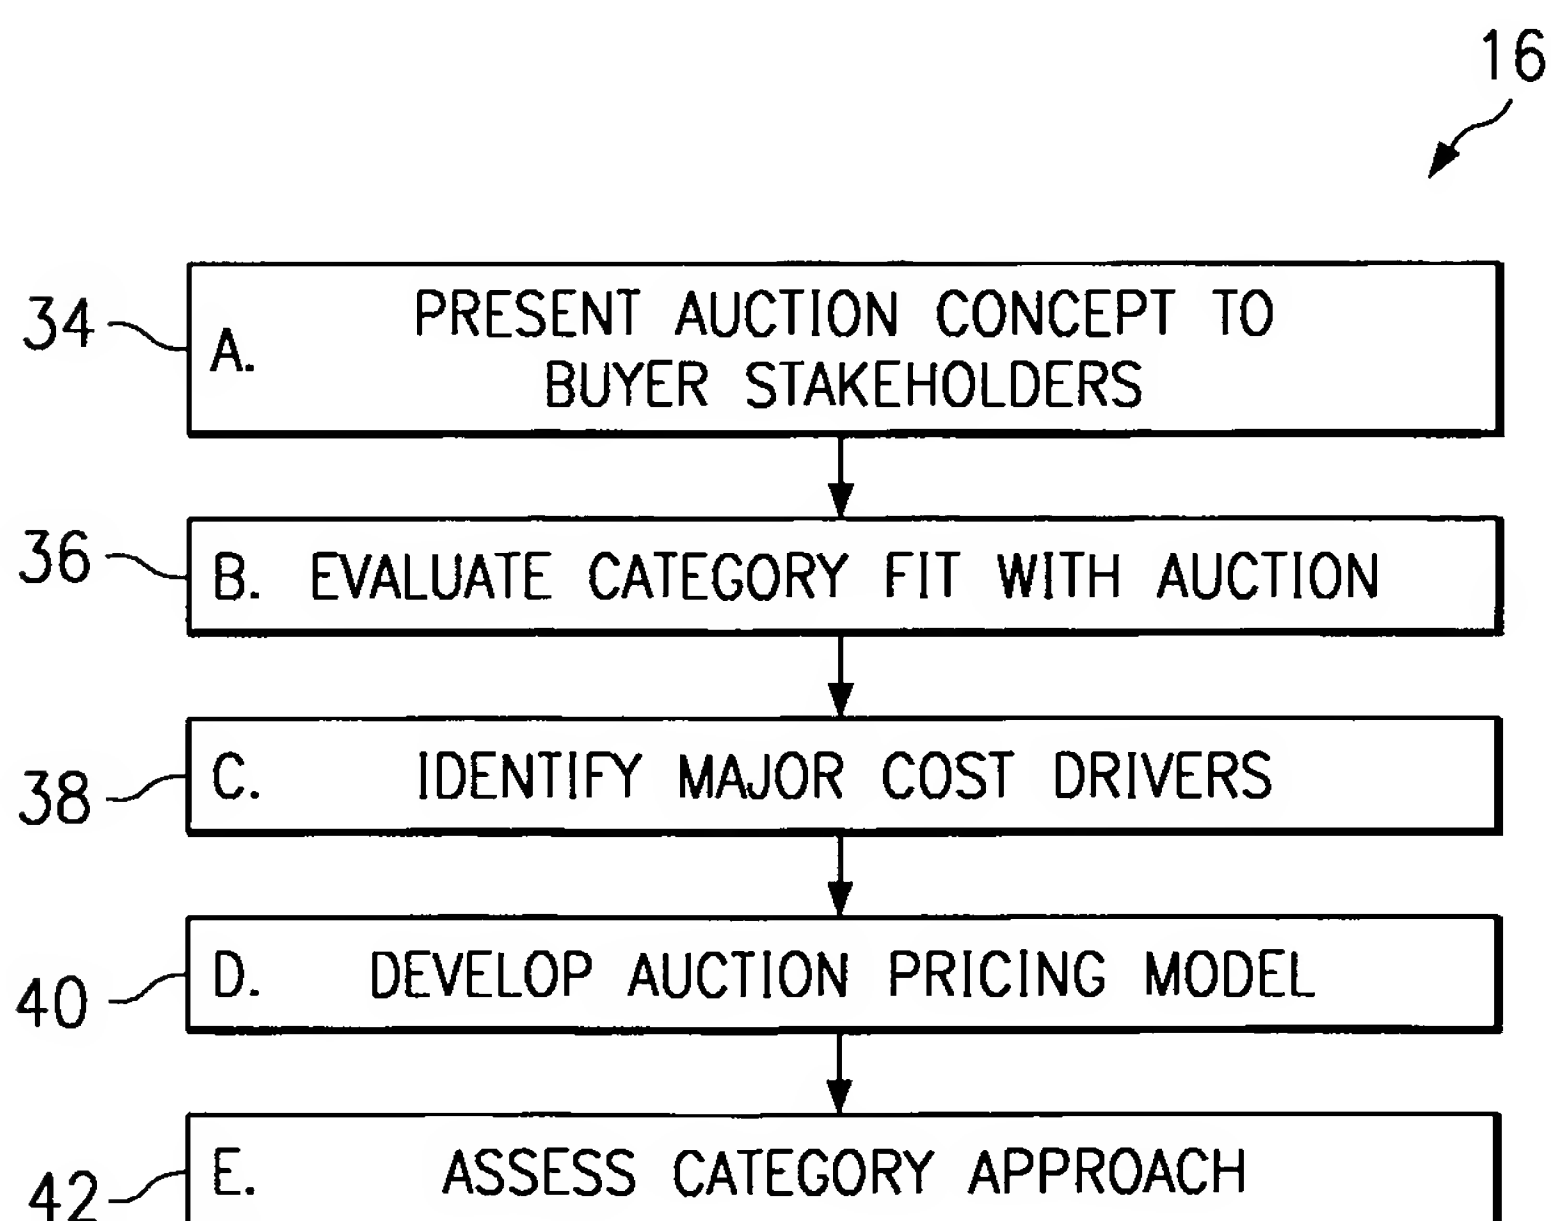 16
34
A.
PRESENT AUCTION CONCEPT TO
BUYER STAKEHOLDERS
36
B. EVALUATE CATEGORY FIT WITH AUCTION
38
C. IDENTIFY MAJOR COST DRIVERS
40
D. DEVELOP AUCTION PRICING MODEL
42
E. ASSESS CATEGORY APPROACH